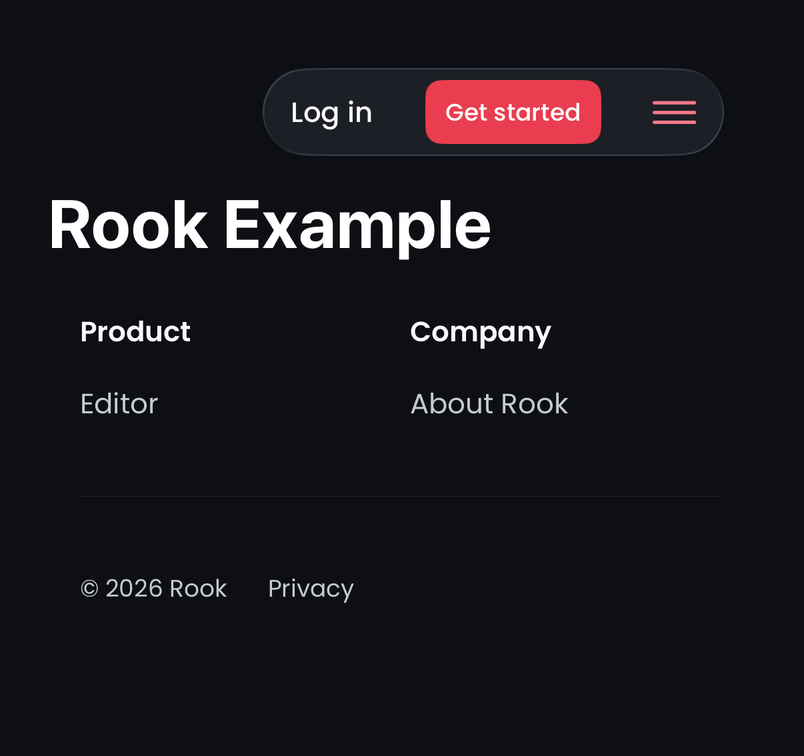 Log in Get started
Rook Example
Product Company
Editor About Rook
© 2026 Rook Privacy